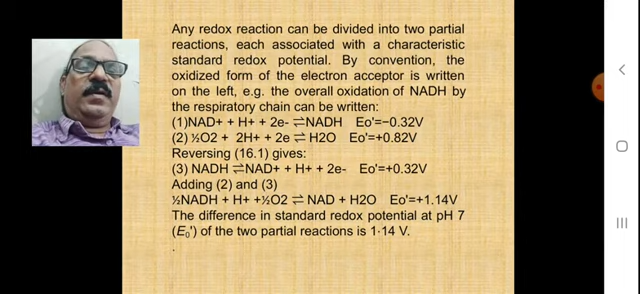 Any redox reaction can be divided into two partial
reactions, each associated with a characteristic
standard redox potential. By convention, the
oxidized form of the electron acceptor is written
on the left, e.g. the overall oxidation of NADH by
the respiratory chain can be written:
(1)NAD+ + H+ + 2e- ⇌NADH Eo'=−0.32V
(2) ½O2 + 2H+ + 2e ⇌ H2O Eo'=+0.82V
Reversing (16.1) gives:
(3) NADH ⇌NAD+ + H+ + 2e- Eo'=+0.32V
Adding (2) and (3)
½NADH + H+ +½O2 ⇌ NAD + H2O Eo'=+1.14V
The difference in standard redox potential at pH 7
(E₀') of the two partial reactions is 1·14 V.
.